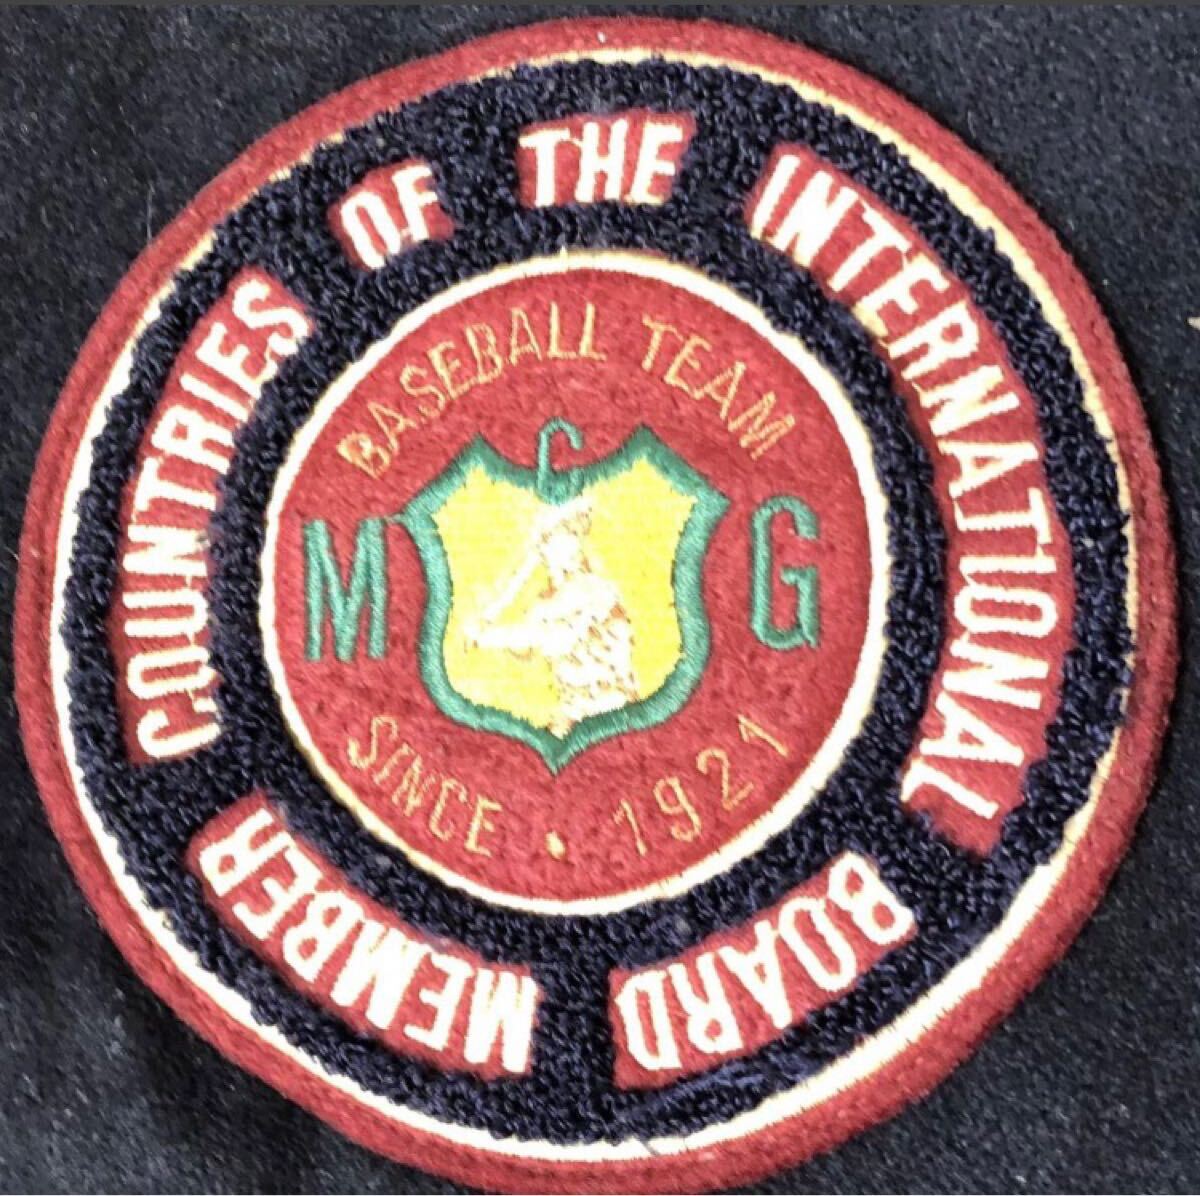 MEMBER COUNTRIES OF THE INTERNATIONAL BOARD
BASEBALL TEAM
M C G
SINCE • 1921